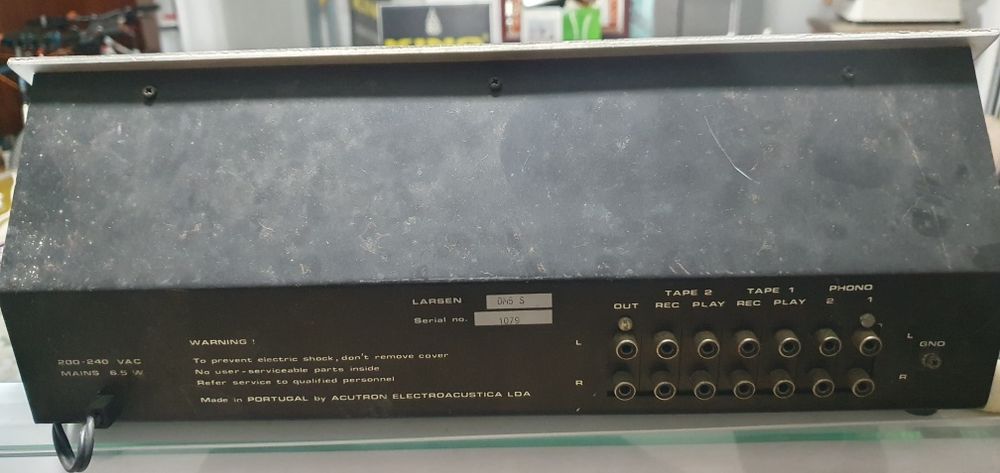 LARSEN DM5 S
Serial no. 1079
WARNING !
To prevent electric shock, don't remove cover
No user-serviceable parts inside
Refer service to qualified personnel
Made in PORTUGAL by ACUTRON ELECTROACUSTICA LDA
200-240 VAC
MAINS 6.5 W
TAPE 2 TAPE 1 PHONO
OUT REC PLAY REC PLAY 2 1
L L
R R
GND